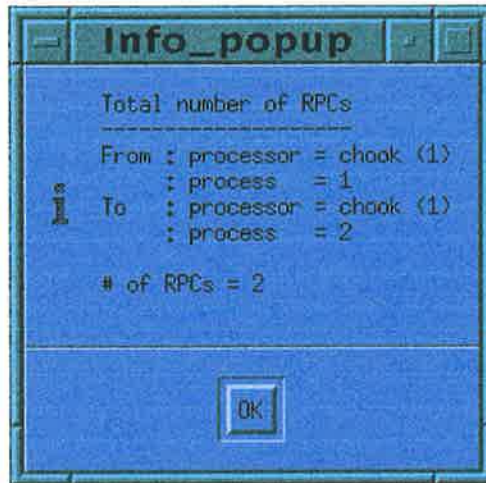 Info_popup
Total number of RPCs
--------------------
From : processor = chook (1)
: process = 1
To : processor = chook (1)
: process = 2
# of RPCs = 2
OK